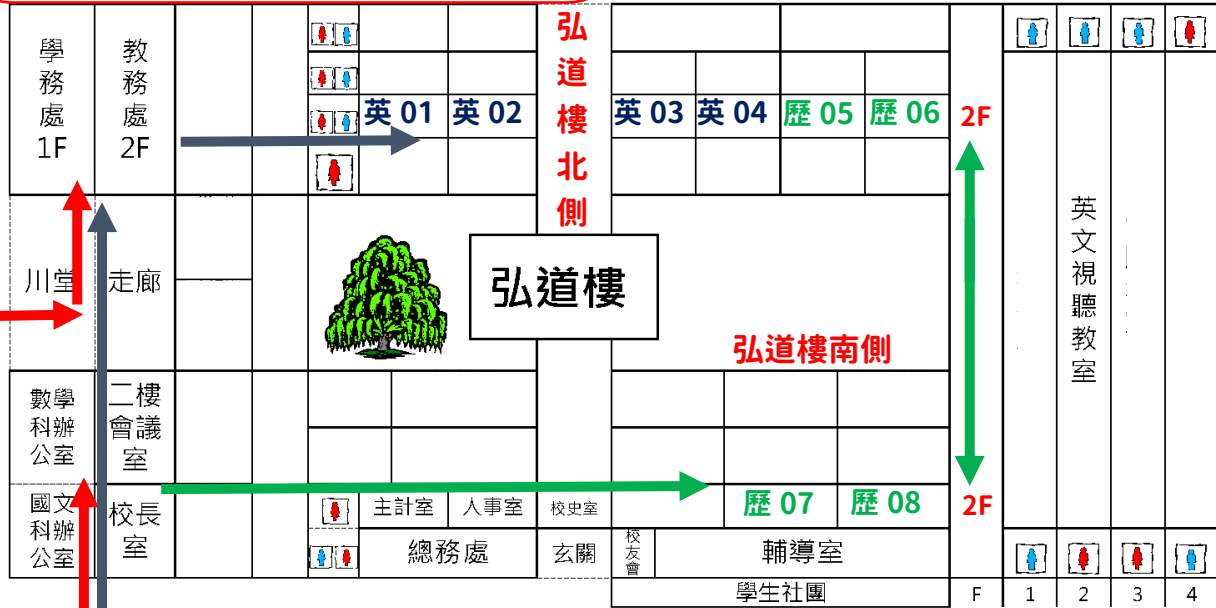 學務處1F
教務處2F
弘道樓北側
英 01
英 02
英 03
英 04
歷 05
歷 06
2F
川堂
走廊
弘道樓
弘道樓南側
英文視聽教室
數學科辦公室
二樓會議室
國文科辦公室
校長室
主計室
人事室
校史室
歷 07
歷 08
2F
總務處
玄關
校友會
輔導室
學生社團
F
1
2
3
4